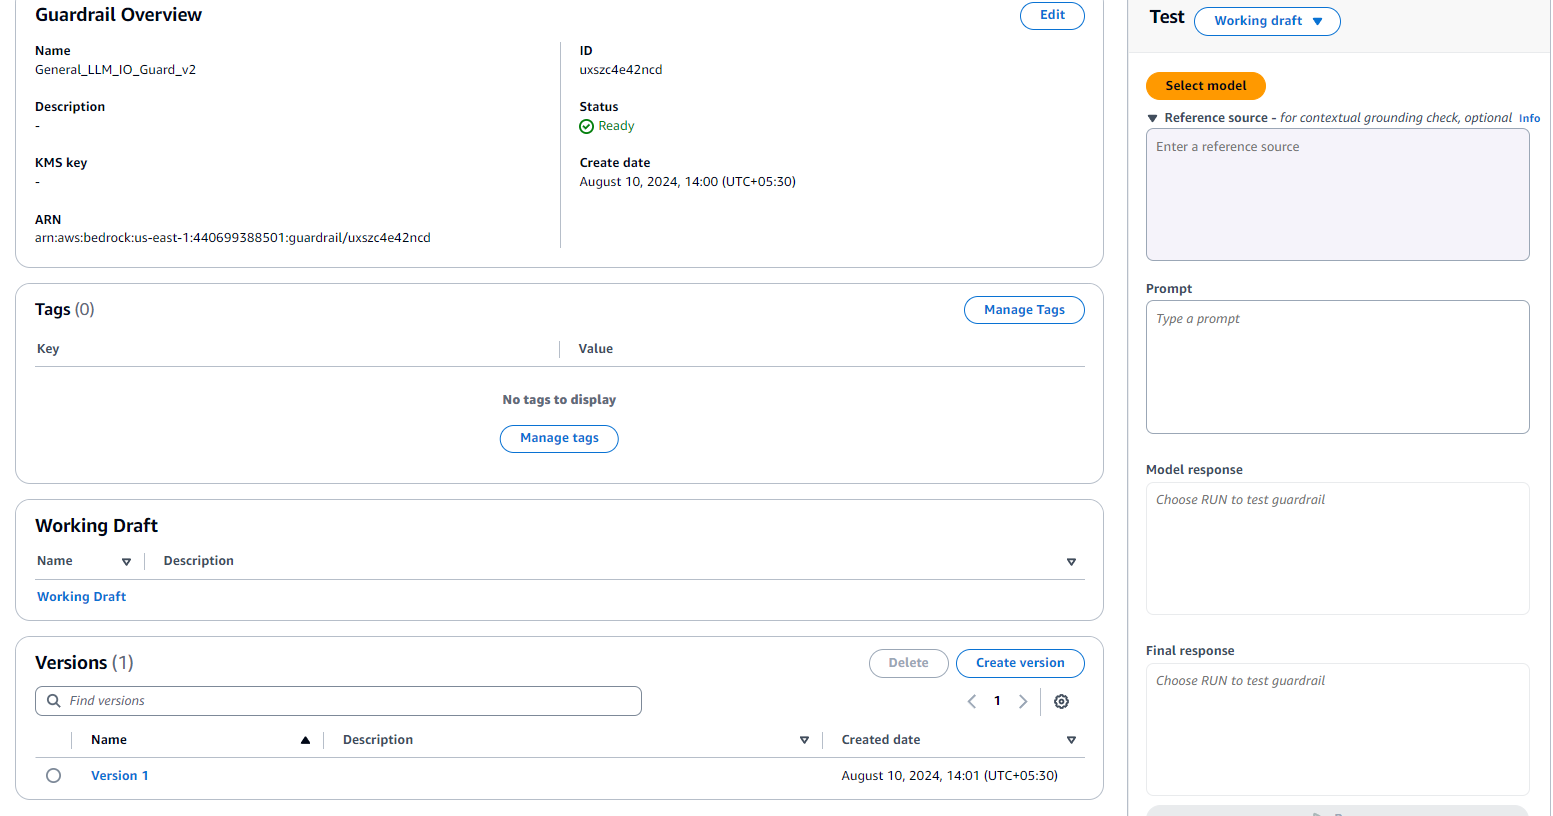 Guardrail Overview
Edit
Name
General_LLM_IO_Guard_v2
Description
-
KMS key
-
ARN
arn:aws:bedrock:us-east-1:440699388501:guardrail/uxszc4e42ncd
ID
uxszc4e42ncd
Status
Ready
Create date
August 10, 2024, 14:00 (UTC+05:30)
Tags (0)
Manage Tags
Key
Value
No tags to display
Manage tags
Working Draft
Name
Description
Working Draft
Versions (1)
Delete
Create version
Find versions
1
Name
Description
Created date
Version 1
August 10, 2024, 14:01 (UTC+05:30)
Test
Working draft
Select model
Reference source - for contextual grounding check, optional Info
Enter a reference source
Prompt
Type a prompt
Model response
Choose RUN to test guardrail
Final response
Choose RUN to test guardrail